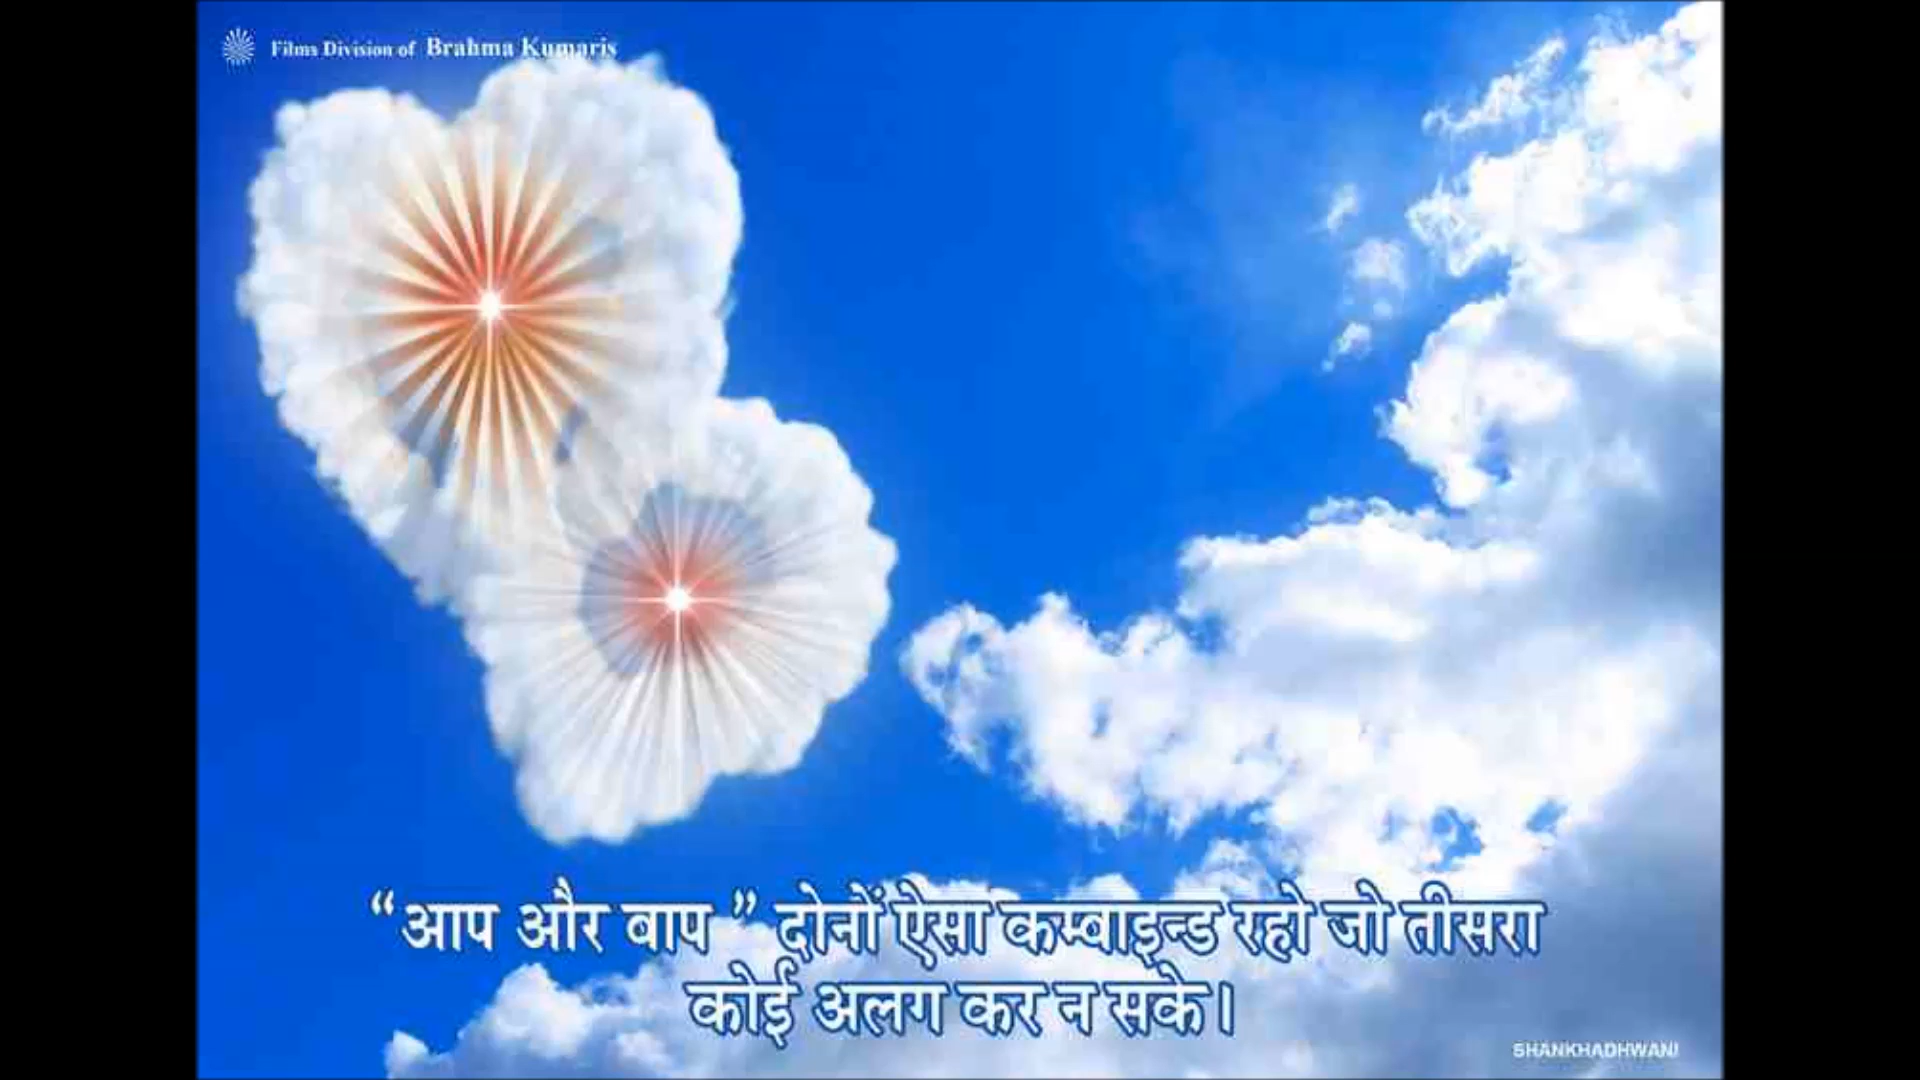 Films Division of Brahma Kumaris
“आप और बाप ” दोनों ऐसा कम्बाइन्ड रहो जो तीसरा
कोई अलग कर न सके।
SHANKHADHWANI